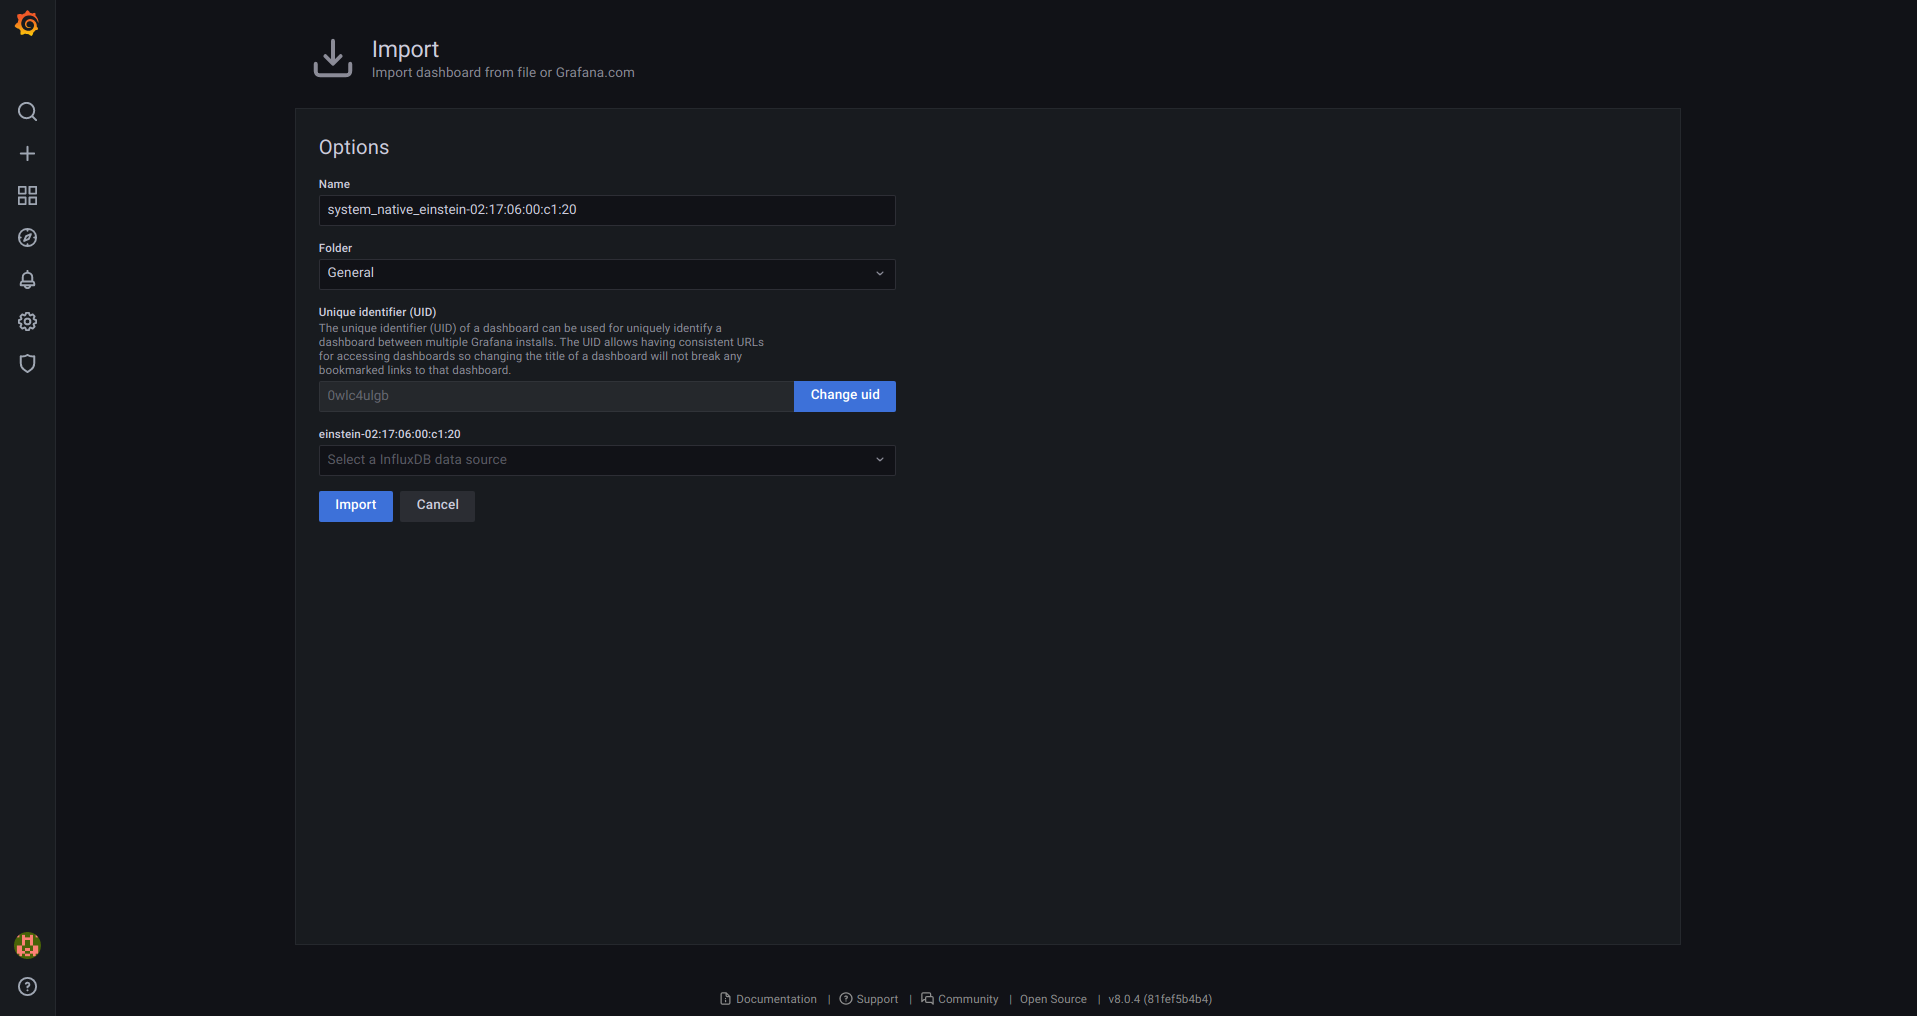 Import
Import dashboard from file or Grafana.com
Options
Name
system_native_einstein-02:17:06:00:c1:20
Folder
General
Unique identifier (UID)
The unique identifier (UID) of a dashboard can be used for uniquely identify a
dashboard between multiple Grafana installs. The UID allows having consistent URLs
for accessing dashboards so changing the title of a dashboard will not break any
bookmarked links to that dashboard.
0wlc4ulgb Change uid
einstein-02:17:06:00:c1:20
Select a InfluxDB data source
Import Cancel
Documentation | Support | Community | Open Source | v8.0.4 (81fef5b4b4)